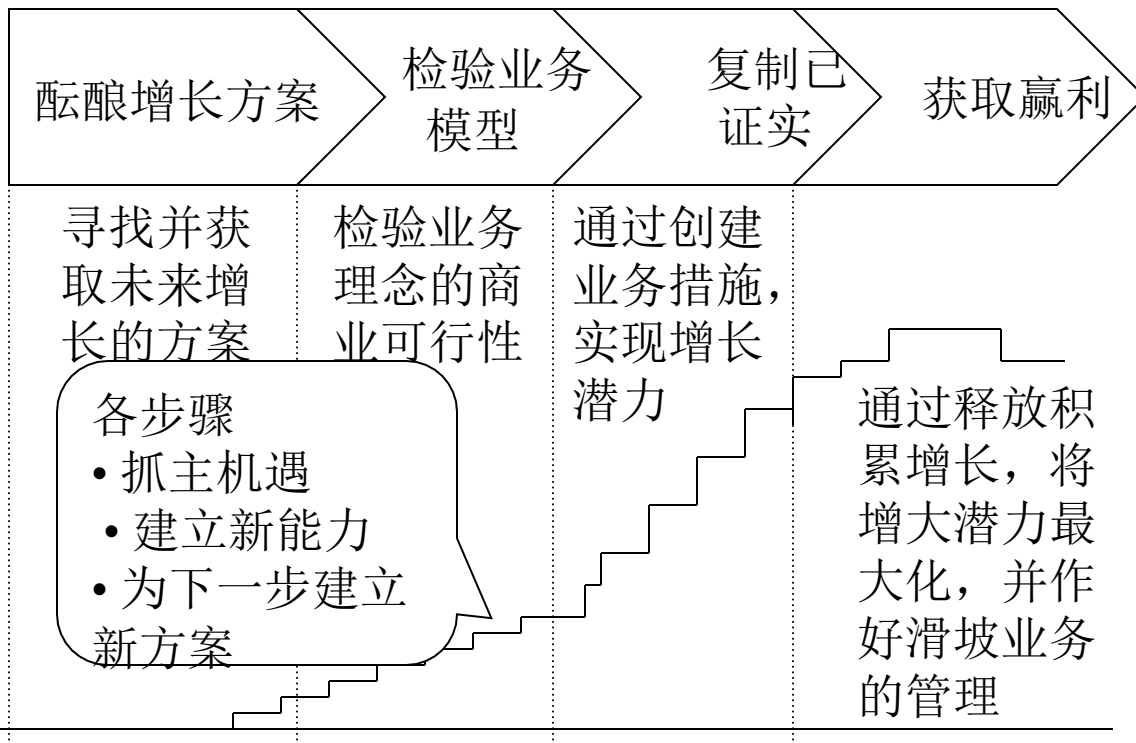 酝酿增长方案
检验业务
模型
复制已
证实
获取赢利
寻找并获
取未来增
长的方案
检验业务
理念的商
业可行性
通过创建
业务措施，
实现增长
潜力
各步骤
• 抓主机遇
• 建立新能力
• 为下一步建立
新方案
通过释放积
累增长，将
增大潜力最
大化，并作
好滑坡业务
的管理